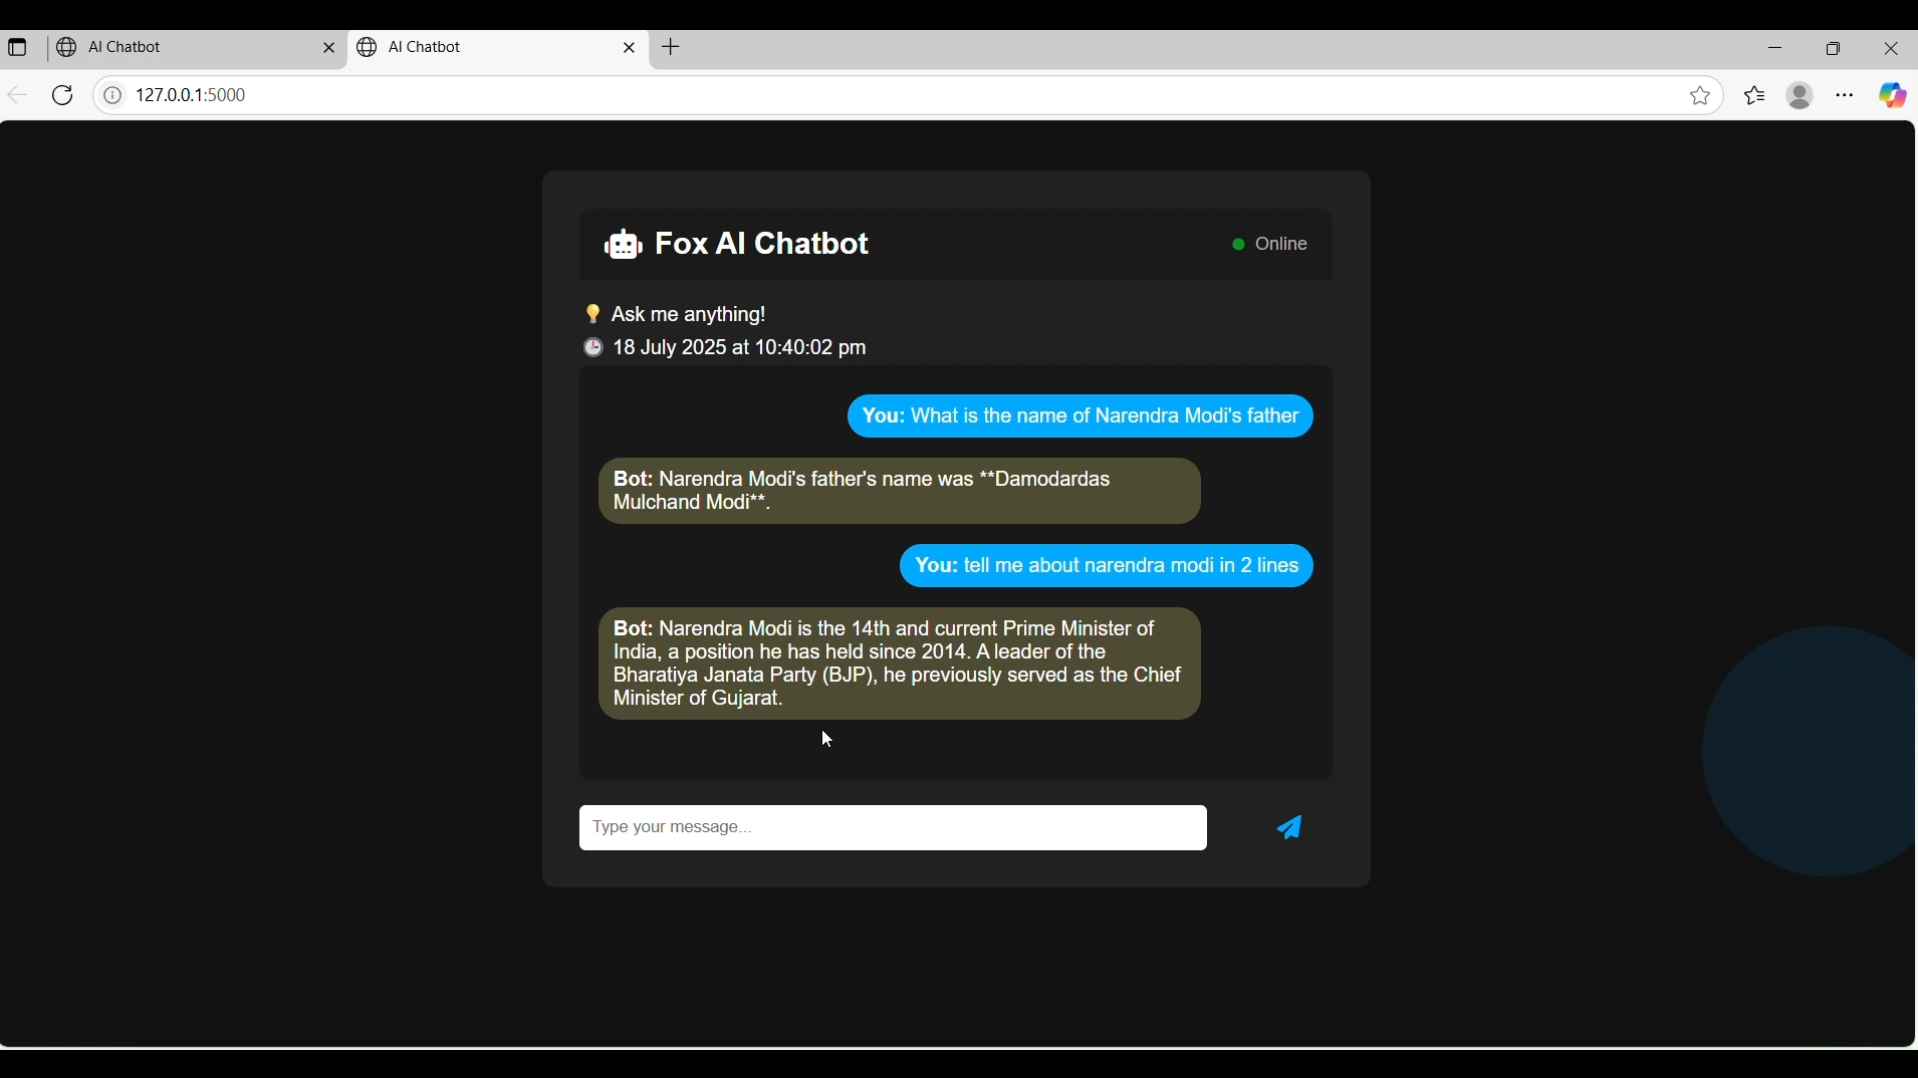 AI Chatbot
AI Chatbot
127.0.0.1:5000
Fox AI Chatbot
Online
Ask me anything!
18 July 2025 at 10:40:02 pm
You: What is the name of Narendra Modi's father
Bot: Narendra Modi's father's name was **Damodardas
Mulchand Modi**.
You: tell me about narendra modi in 2 lines
Bot: Narendra Modi is the 14th and current Prime Minister of
India, a position he has held since 2014. A leader of the
Bharatiya Janata Party (BJP), he previously served as the Chief
Minister of Gujarat.
Type your message...